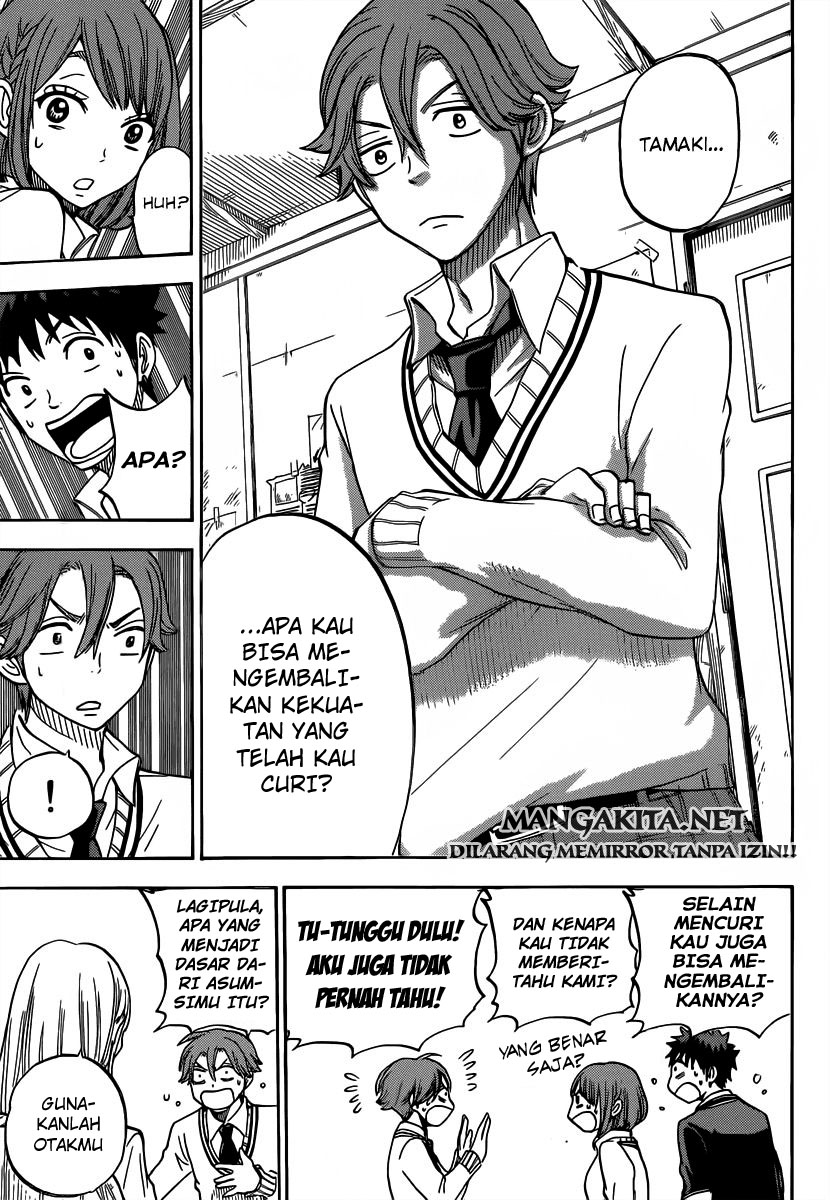 TAMAKI...
...APA KAU
BISA ME-
NGEMBALI-
KAN KEKUA-
TAN YANG
TELAH KAU
CURI?
HUH?
APA?
!
MANGAKITA.NET
DILARANG MEMIRROR TANPA IZIN!!
SELAIN
MENCURI
KAU JUGA
BISA ME-
NGEMBALI-
KANNYA?
DAN KENAPA
KAU TIDAK
MEMBERI-
TAHU KAMI?
YANG BENAR
SAJA?
TU-TUNGGU DULU!
AKU JUGA TIDAK
PERNAH TAHU!
LAGIPULA,
APA YANG
MENJADI
DASAR DA-
RI ASUM-
SIMU ITU?
GUNA-
KANLAH
OTAKMU